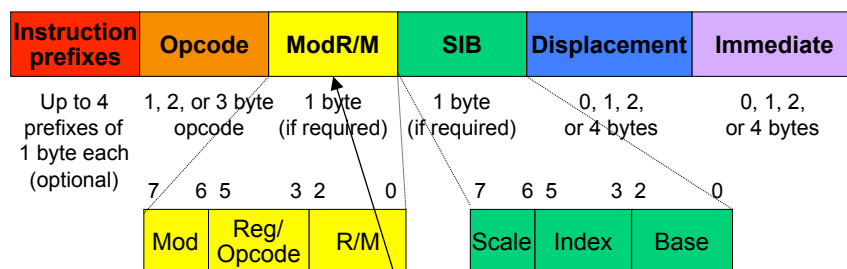 Instruction prefixes Opcode ModR/M SIB Displacement Immediate
Up to 4 prefixes of 1 byte each (optional)
1, 2, or 3 byte opcode
1 byte (if required)
1 byte (if required)
0, 1, 2, or 4 bytes
0, 1, 2, or 4 bytes
7 6 5 3 2 0
7 6 5 3 2 0
Mod Reg/Opcode R/M
Scale Index Base